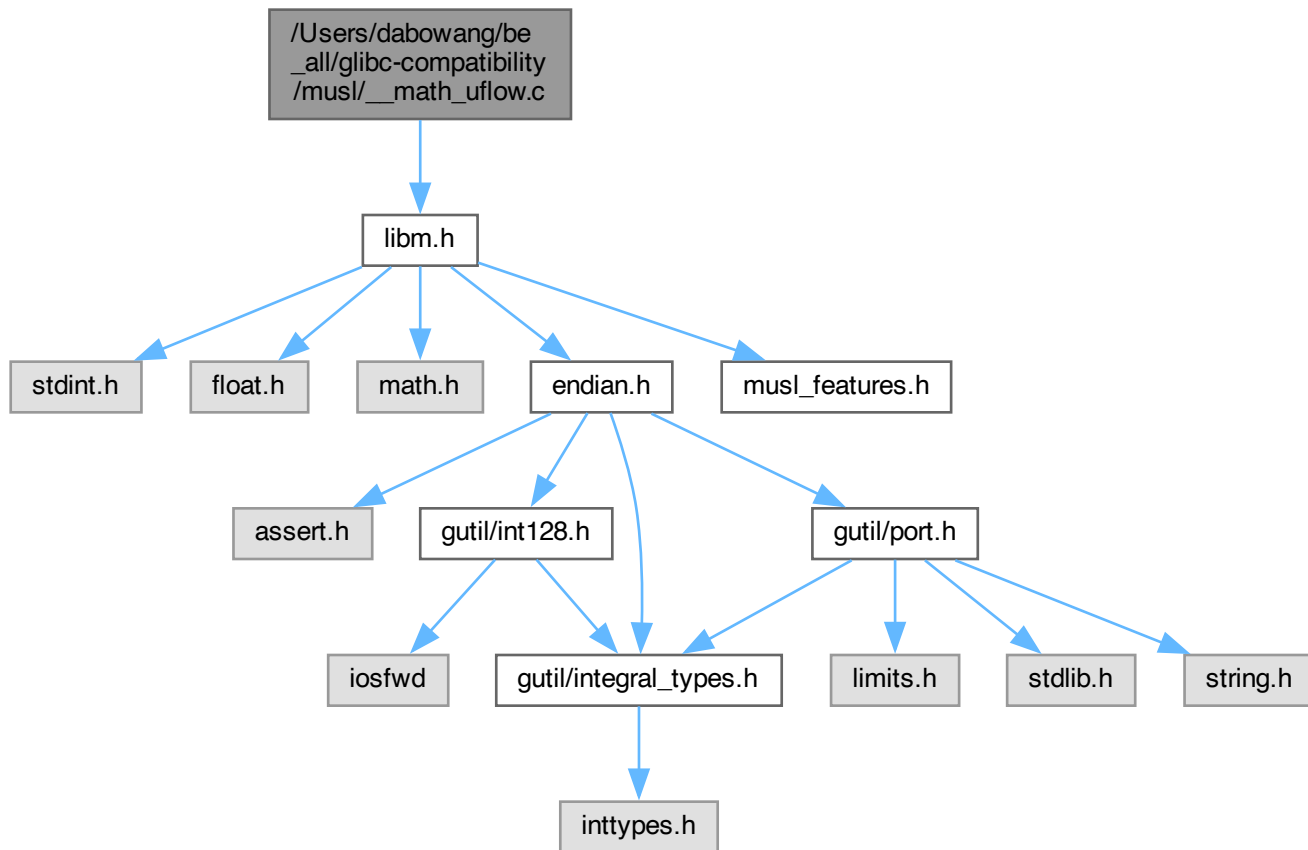 /Users/dabowang/be
_all/glibc-compatibility
/musl/__math_uflow.c
libm.h
stdint.h
float.h
math.h
endian.h
musl_features.h
assert.h
gutil/int128.h
gutil/port.h
iosfwd
gutil/integral_types.h
limits.h
stdlib.h
string.h
inttypes.h